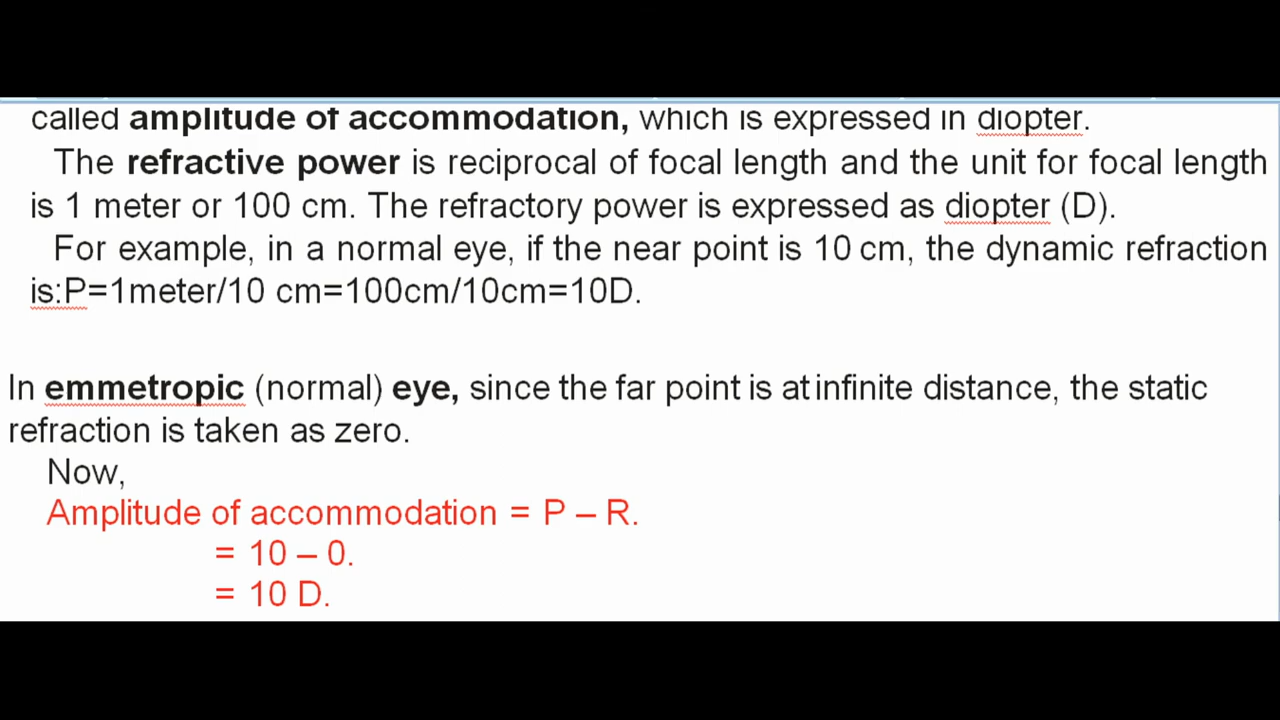 called amplitude of accommodation, which is expressed in diopter.
The refractive power is reciprocal of focal length and the unit for focal length
is 1 meter or 100 cm. The refractory power is expressed as diopter (D).
For example, in a normal eye, if the near point is 10 cm, the dynamic refraction
is:P=1meter/10 cm=100cm/10cm=10D.
In emmetropic (normal) eye, since the far point is at infinite distance, the static
refraction is taken as zero.
Now,
Amplitude of accommodation = P – R.
= 10 – 0.
= 10 D.